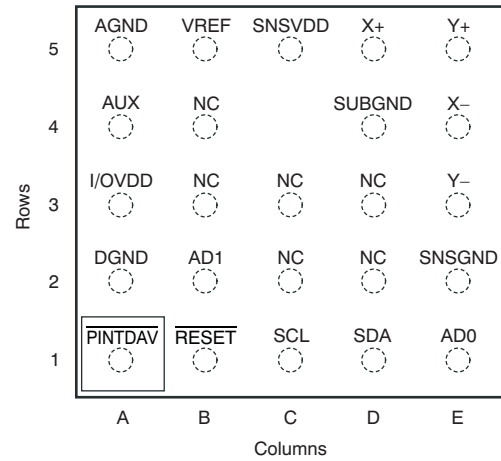 AGND VREF SNSVDD X+ Y+
5
AUX NC SUBGND X–
4
I/OVDD NC NC NC Y–
3
Rows
DGND AD1 NC NC SNSGND
2
PINTDAV RESET SCL SDA AD0
1
A B C D E
Columns